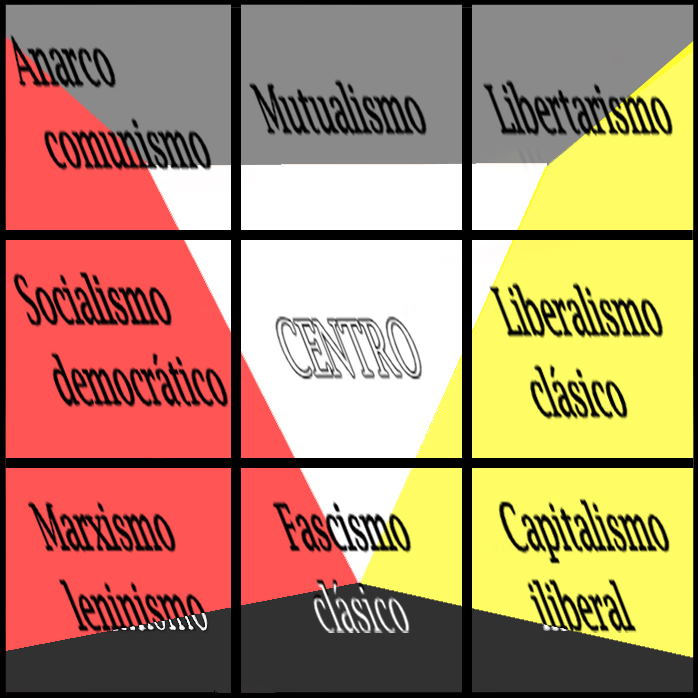 Anarco
comunismo
Mutualismo
Libertarismo
Socialismo
democrático
CENTRO
Liberalismo
clásico
Marxismo
leninismo
Fascismo
clásico
Capitalismo
iliberal